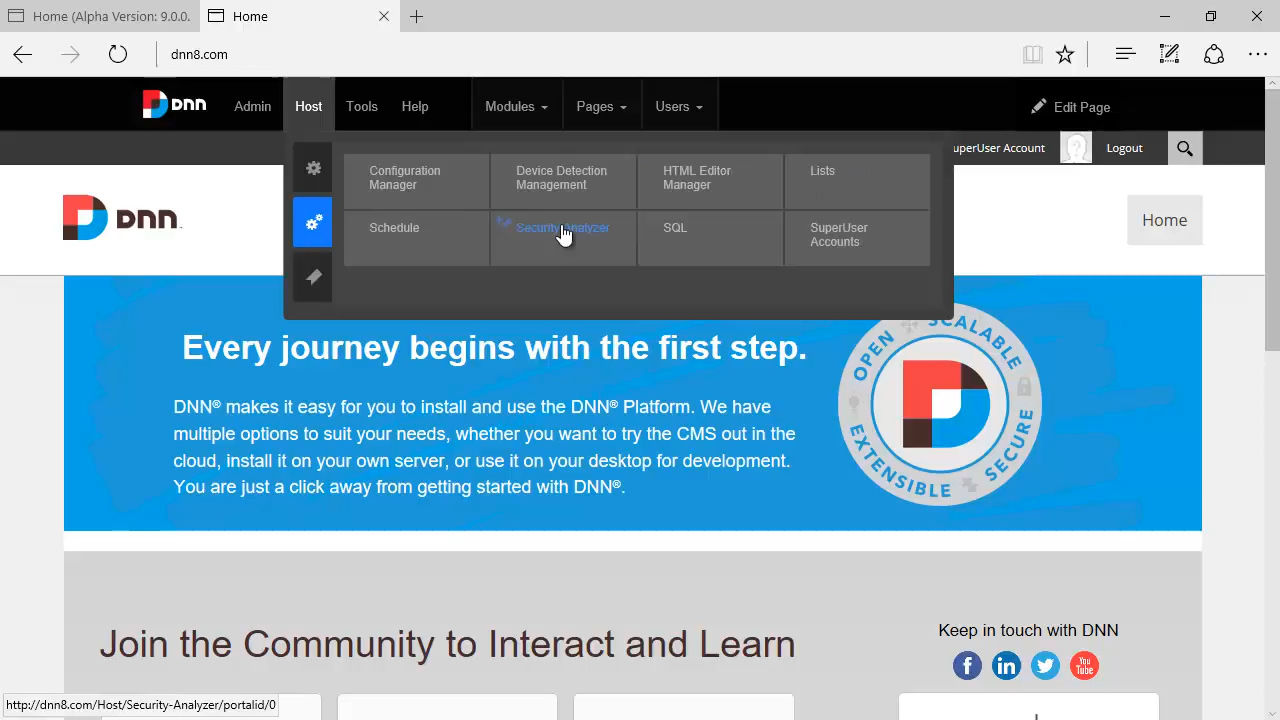 Home (Alpha Version: 9.0.0.
Home
dnn8.com
DNN
Admin
Host
Tools
Help
Modules
Pages
Users
Edit Page
Configuration
Manager
Device Detection
Management
HTML Editor
Manager
Lists
Schedule
Security Analyzer
SQL
SuperUser
Accounts
uperUser Account
Logout
DNN
Home
Every journey begins with the first step.
DNN® makes it easy for you to install and use the DNN® Platform. We have
multiple options to suit your needs, whether you want to try the CMS out in the
cloud, install it on your own server, or use it on your desktop for development.
You are just a click away from getting started with DNN®.
OPEN
SCALABLE
EXTENSIBLE
SECURE
Join the Community to Interact and Learn
Keep in touch with DNN
f
in
You
Tube
http://dnn8.com/Host/Security-Analyzer/portalid/0